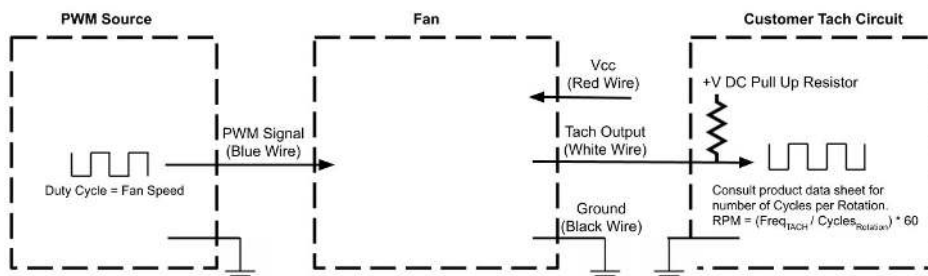 PWM Source
Fan
Customer Tach Circuit
Vcc
(Red Wire)
+V DC Pull Up Resistor
PWM Signal
(Blue Wire)
Tach Output
(White Wire)
Duty Cycle = Fan Speed
Consult product data sheet for
number of Cycles per Rotation.
RPM = (Freq_TACH / Cycles_Rotation) * 60
Ground
(Black Wire)